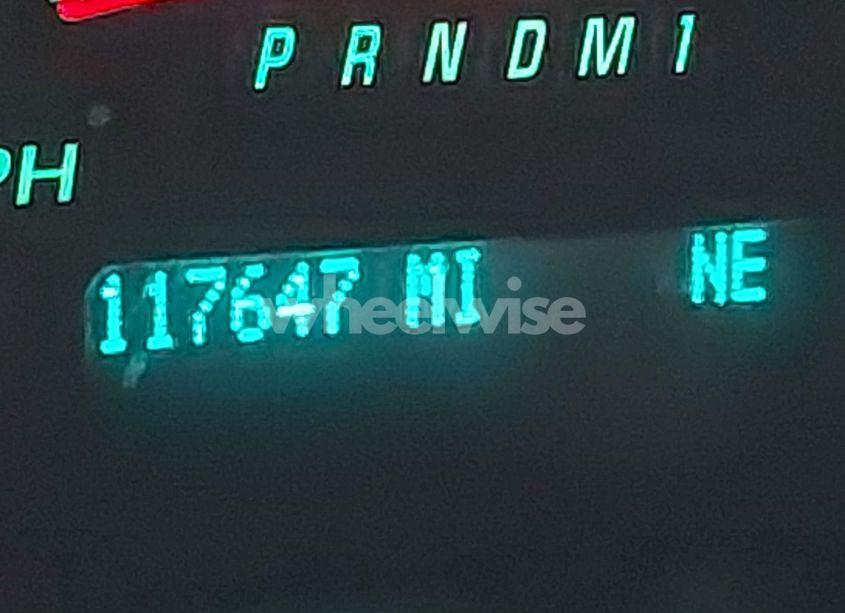 P R N D M 1
PH
117647 MI NE
wheelwise